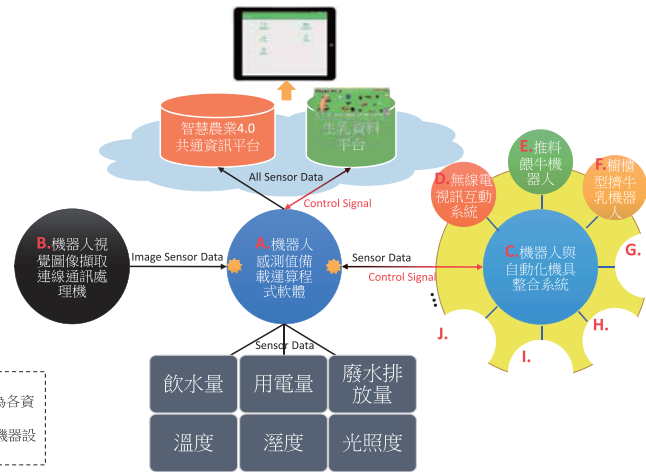 智慧農業4.0
共通資訊平台
生乳資料
平台
All Sensor Data
Control Signal
B.機器人視
覺圖像擷取
連線通訊處
理機
Image Sensor Data
A.機器人
感測值備
載運算程
式軟體
Sensor Data
Control Signal
C.機器人與
自動化機具
整合系統
D.無線電
視訊互動
系統
E.推料
餵牛機
器人
F.櫥櫃
型擠牛
乳機器
人
G.
H.
I.
J.
Sensor Data
飲水量
用電量
廢水排
放量
溫度
溼度
光照度
為各資
機器設